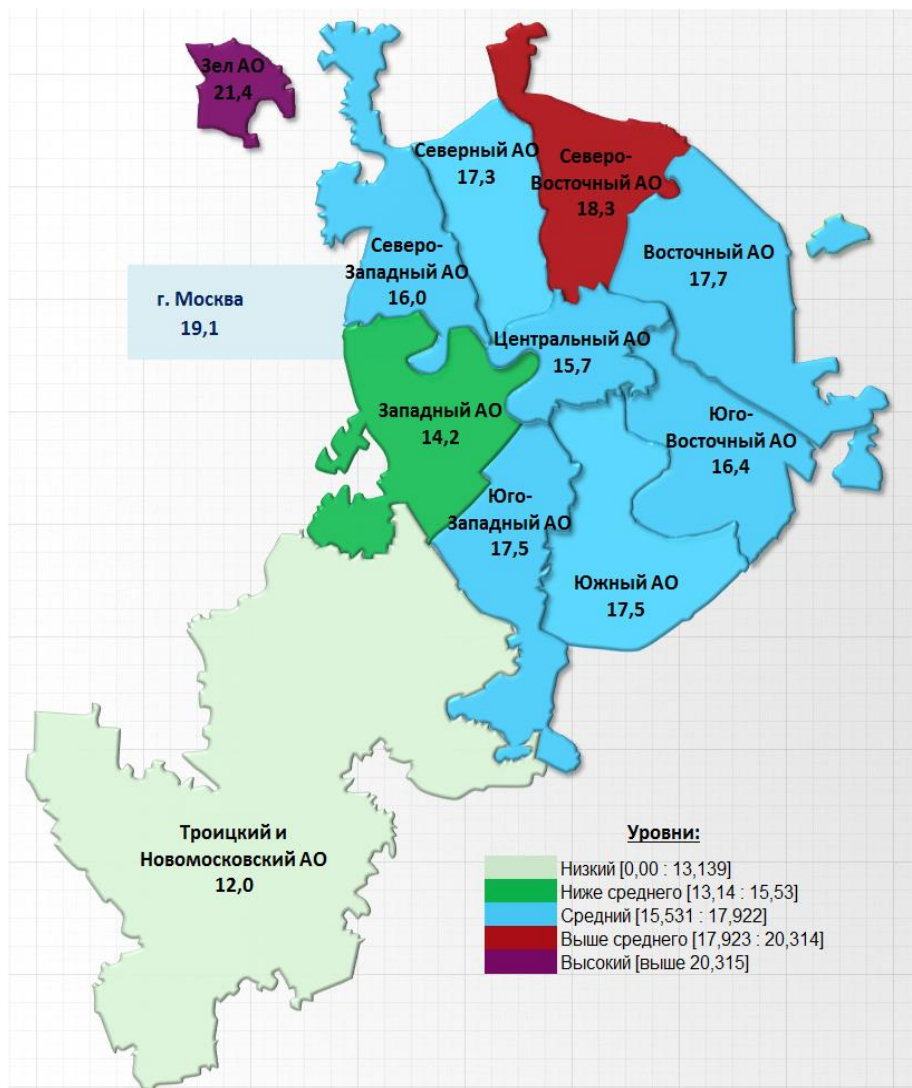 Зел АО
21,4
Северный АО
17,3
Северо-
Восточный АО
18,3
Северо-
Западный АО
16,0
Восточный АО
17,7
г. Москва
19,1
Центральный АО
15,7
Западный АО
14,2
Юго-
Восточный АО
16,4
Юго-
Западный АО
17,5
Южный АО
17,5
Троицкий и
Новомосковский АО
12,0
Уровни:
Низкий [0,00 : 13,139]
Ниже среднего [13,14 : 15,53]
Средний [15,531 : 17,922]
Выше среднего [17,923 : 20,314]
Высокий [выше 20,315]